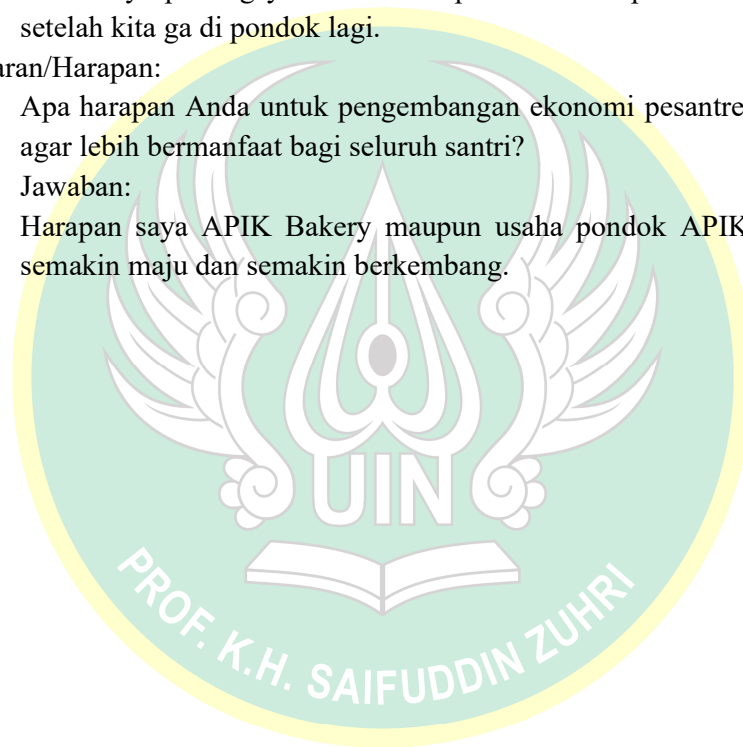 setelah kita ga di pondok lagi.
aran/Harapan:
Apa harapan Anda untuk pengembangan ekonomi pesantre
agar lebih bermanfaat bagi seluruh santri?
Jawaban:
Harapan saya APIK Bakery maupun usaha pondok APIK
semakin maju dan semakin berkembang.
UIN
PROF. K.H. SAIFUDDIN ZUHRI